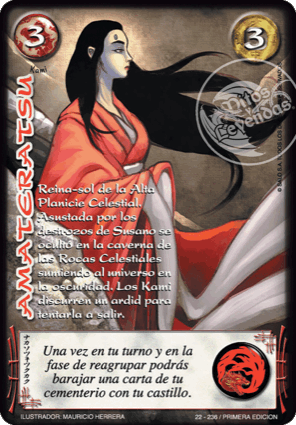 3
3
Kami
AMATERATSU
Reina-sol de la Alta
Planicie Celestial.
Asustada por los
destrozos de Susano se
ocultó en la caverna de
las Rocas Celestiales
sumiendo al universo en
la oscuridad. Los Kami
discurren un ardid para
tentarla a salir.
Una vez en tu turno y en la
fase de reagrupar podrás
barajar una carta de tu
cementerio con tu castillo.
ILUSTRADOR: MAURICIO HERRERA
22 - 236 / PRIMERA EDICION
Mitos y
Leyendas